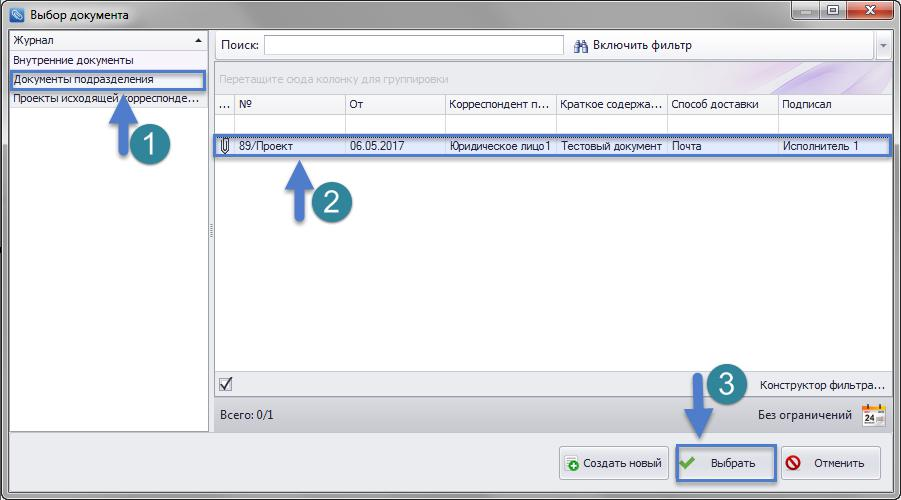 Выбор документа
Журнал
Внутренние документы
Документы подразделения
Проекты исходящей корреспонде...
1
Поиск:
Включить фильтр
Перетащите сюда колонку для группировки
... № От Корреспондент п... Краткое содержа... Способ доставки Подписал
89/Проект 06.05.2017 Юридическое лицо1 Тестовый документ Почта Исполнитель 1
2
3
Конструктор фильтра...
Всего: 0/1
Без ограничений
24
Создать новый
Выбрать
Отменить